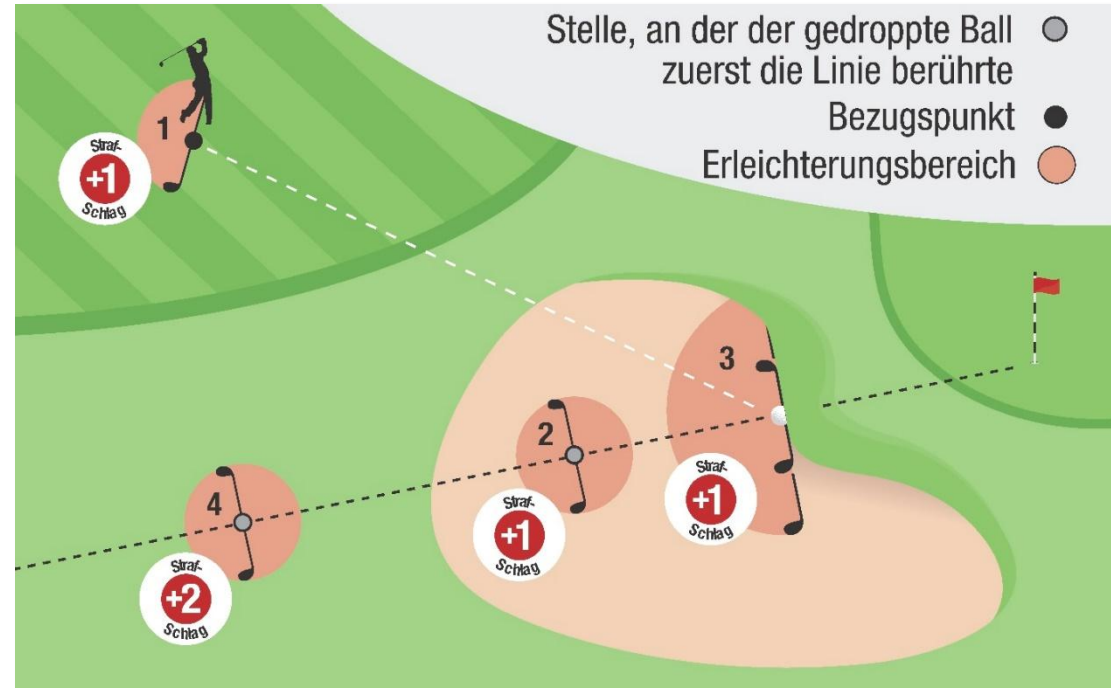 Stelle, an der der gedroppte Ball
zuerst die Linie berührte
Bezugspunkt
Erleichterungsbereich
1
Straf-
+1
Schlag
3
2
Straf-
+1
Schlag
Straf-
+1
Schlag
4
Straf-
+2
Schlag